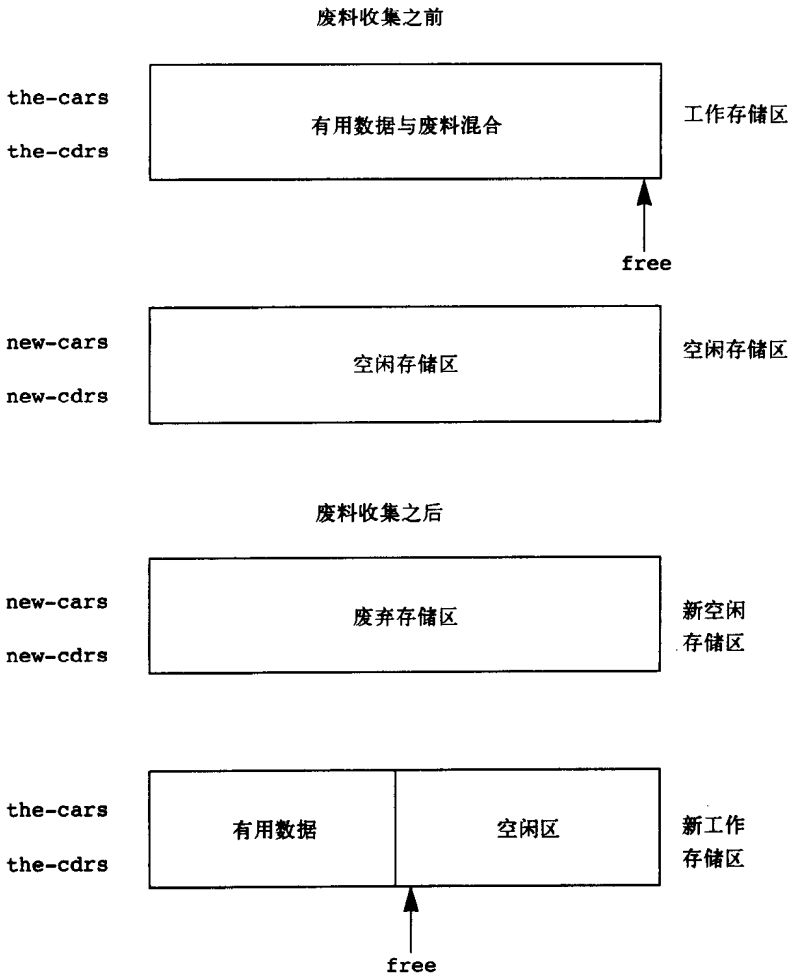 废料收集之前
the-cars
有用数据与废料混合
工作存储区
the-cdrs
free
new-cars
空闲存储区
空闲存储区
new-cdrs
废料收集之后
new-cars
废弃存储区
新空闲
存储区
new-cdrs
the-cars
有用数据
空闲区
新工作
存储区
the-cdrs
free